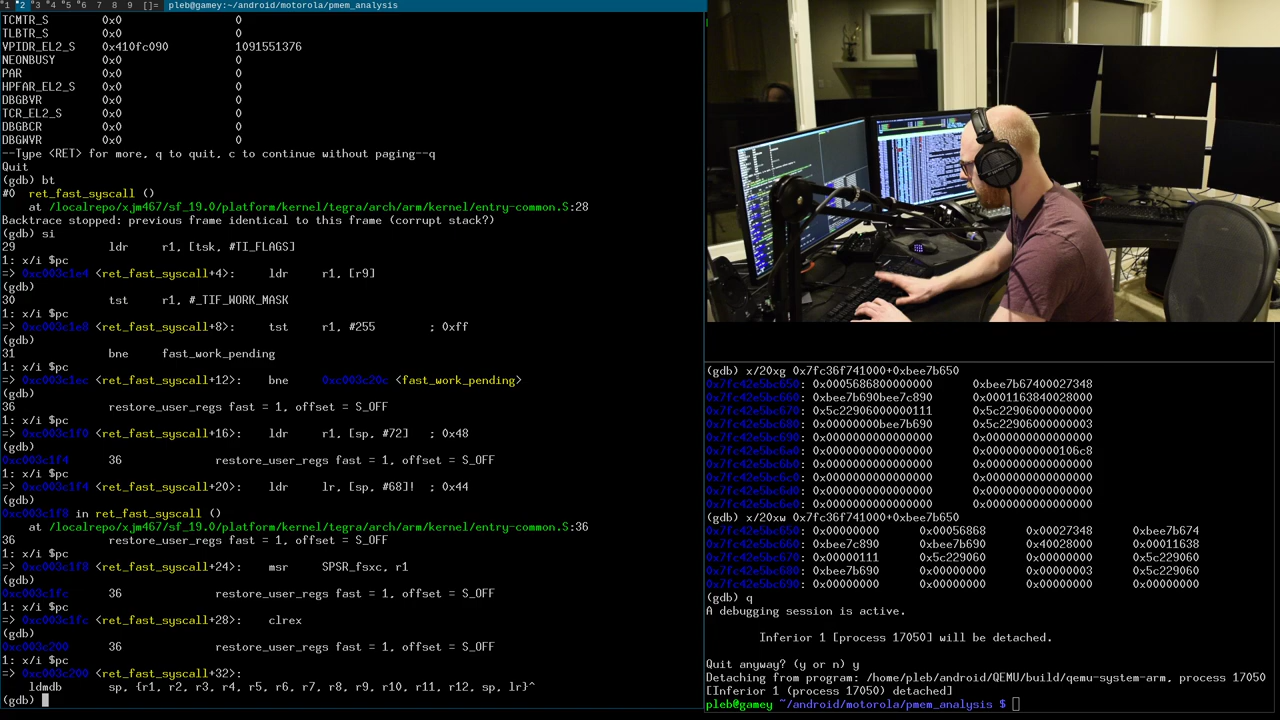 1 2 3 4 5 6 7 8 9 []= pleb@gamey:~/android/motorola/pmem_analysis
TCMTR_S 0x0 0
TLBTR_S 0x0 0
VPIDR_EL2_S 0x410fc090 1091551376
NEONBUSY 0x0 0
PAR 0x0 0
HPFAR_EL2_S 0x0 0
DBGBVR 0x0 0
TCR_EL2_S 0x0 0
DBGBCR 0x0 0
DBGWVR 0x0 0
--Type <RET> for more, q to quit, c to continue without paging--q
Quit
(gdb) bt
#0 ret_fast_syscall ()
at /localrepo/xjm467/sf_19.0/platform/kernel/tegra/arch/arm/kernel/entry-common.S:28
Backtrace stopped: previous frame identical to this frame (corrupt stack?)
(gdb) si
29 ldr r1, [tsk, #TI_FLAGS]
1: x/i $pc
=> 0xc003c1e4 <ret_fast_syscall+4>: ldr r1, [r9]
(gdb)
30 tst r1, #_TIF_WORK_MASK
1: x/i $pc
=> 0xc003c1e8 <ret_fast_syscall+8>: tst r1, #255 ; 0xff
(gdb)
31 bne fast_work_pending
1: x/i $pc
=> 0xc003c1ec <ret_fast_syscall+12>: bne 0xc003c20c <fast_work_pending>
(gdb)
36 restore_user_regs fast = 1, offset = S_OFF
1: x/i $pc
=> 0xc003c1f0 <ret_fast_syscall+16>: ldr r1, [sp, #72] ; 0x48
(gdb)
0xc003c1f4 36 restore_user_regs fast = 1, offset = S_OFF
1: x/i $pc
=> 0xc003c1f4 <ret_fast_syscall+20>: ldr lr, [sp, #68]! ; 0x44
(gdb)
0xc003c1f8 in ret_fast_syscall ()
at /localrepo/xjm467/sf_19.0/platform/kernel/tegra/arch/arm/kernel/entry-common.S:36
36 restore_user_regs fast = 1, offset = S_OFF
1: x/i $pc
=> 0xc003c1f8 <ret_fast_syscall+24>: msr SPSR_fsxc, r1
(gdb)
0xc003c1fc 36 restore_user_regs fast = 1, offset = S_OFF
1: x/i $pc
=> 0xc003c1fc <ret_fast_syscall+28>: clrex
(gdb)
0xc003c200 36 restore_user_regs fast = 1, offset = S_OFF
1: x/i $pc
=> 0xc003c200 <ret_fast_syscall+32>:
ldmdb sp, {r1, r2, r3, r4, r5, r6, r7, r8, r9, r10, r11, r12, sp, lr}^
(gdb)
(gdb) x/20xg 0x7fc36f741000+0xbee7b650
0x7fc42e5bc650: 0x0005686800000000 0xbee7b67400027348
0x7fc42e5bc660: 0xbee7b690bee7c890 0x0001163840028000
0x7fc42e5bc670: 0x5c22906000000111 0x5c22906000000000
0x7fc42e5bc680: 0x00000000bee7b690 0x5c22906000000003
0x7fc42e5bc690: 0x0000000000000000 0x0000000000000000
0x7fc42e5bc6a0: 0x0000000000000000 0x00000000000106c8
0x7fc42e5bc6b0: 0x0000000000000000 0x0000000000000000
0x7fc42e5bc6c0: 0x0000000000000000 0x0000000000000000
0x7fc42e5bc6d0: 0x0000000000000000 0x0000000000000000
0x7fc42e5bc6e0: 0x0000000000000000 0x0000000000000000
(gdb) x/20xw 0x7fc36f741000+0xbee7b650
0x7fc42e5bc650: 0x00000000 0x00056868 0x00027348 0xbee7b674
0x7fc42e5bc660: 0xbee7c890 0xbee7b690 0x40028000 0x00011638
0x7fc42e5bc670: 0x00000111 0x5c229060 0x00000000 0x5c229060
0x7fc42e5bc680: 0xbee7b690 0x00000000 0x00000003 0x5c229060
0x7fc42e5bc690: 0x00000000 0x00000000 0x00000000 0x00000000
(gdb) q
A debugging session is active.
Inferior 1 [process 17050] will be detached.
Quit anyway? (y or n) y
Detaching from program: /home/pleb/android/QEMU/build/qemu-system-arm, process 17050
[Inferior 1 (process 17050) detached]
pleb@gamey ~/android/motorola/pmem_analysis $